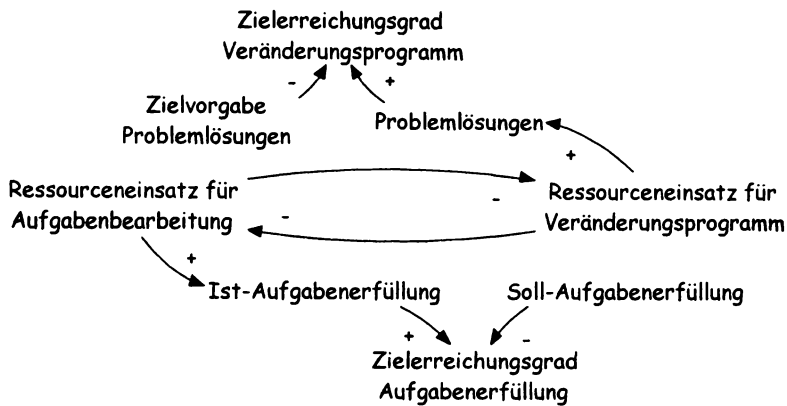 Zielerreichungsgrad
Veränderungsprogramm
-
+
Zielvorgabe
Problemlösungen
Problemlösungen
+
Ressourceneinsatz für
Aufgabenbearbeitung
-
-
Ressourceneinsatz für
Veränderungsprogramm
+
Ist-Aufgabenerfüllung
Soll-Aufgabenerfüllung
+
-
Zielerreichungsgrad
Aufgabenerfüllung